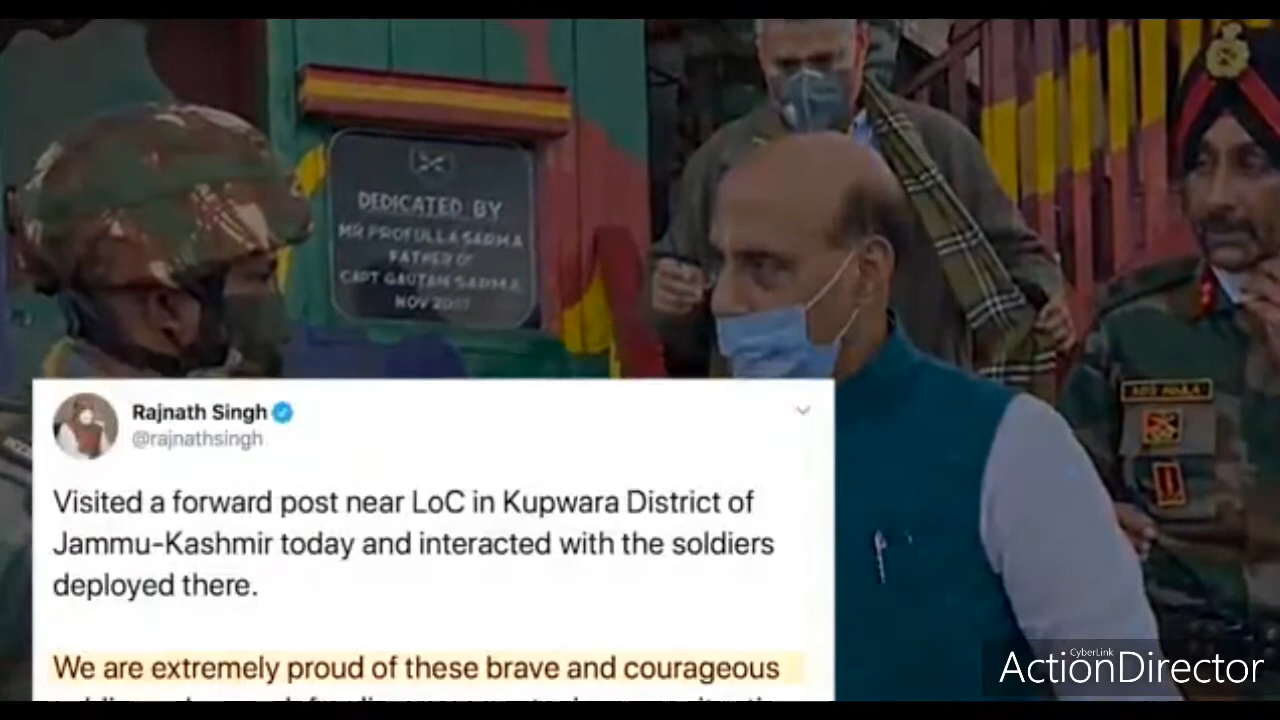 DEDICATED BY
MR PROFULLA SARMA
FATHER OF
CAPT GAUTAM SARMA
Rajnath Singh
@rajnathsingh
Visited a forward post near LoC in Kupwara District of
Jammu-Kashmir today and interacted with the soldiers
deployed there.
We are extremely proud of these brave and courageous
CyberLink
ActionDirector